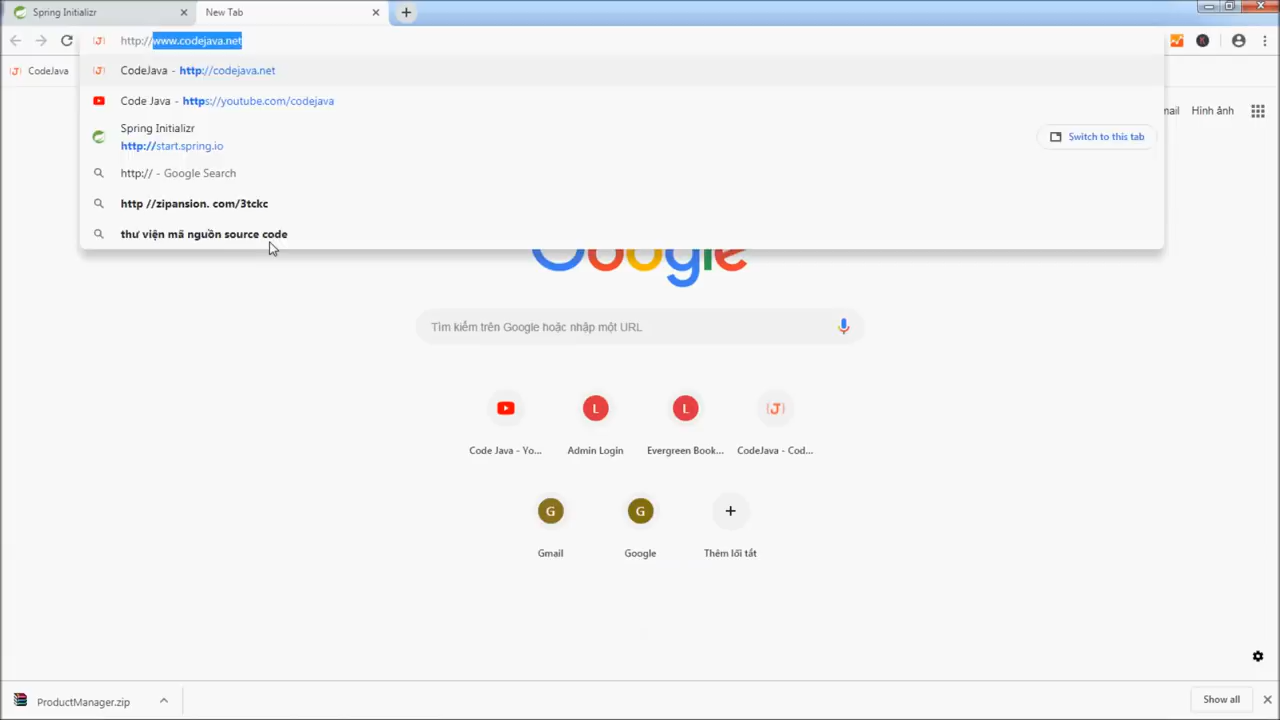 Spring Initializr
New Tab
http://www.codejava.net
CodeJava
CodeJava - http://codejava.net
Code Java - https://youtube.com/codejava
Spring Initializr
http://start.spring.io
Switch to this tab
http:// - Google Search
http //zipansion. com/3tckc
thư viện mã nguồn source code
mail
Hình ảnh
Google
Tìm kiếm trên Google hoặc nhập một URL
Code Java - Yo...
Admin Login
Evergreen Book...
CodeJava - Cod...
Gmail
Google
Thêm lối tắt
ProductManager.zip
Show all